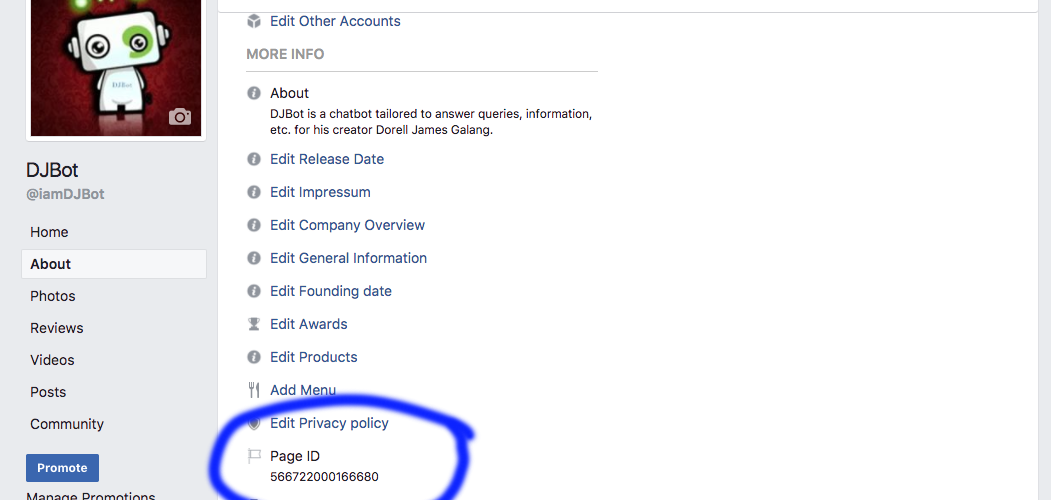 DJBot
DJBot
@iamDJBot
Home
About
Photos
Reviews
Videos
Posts
Community
Promote
Manage Promotions
Edit Other Accounts
MORE INFO
About
DJBot is a chatbot tailored to answer queries, information,
etc. for his creator Dorell James Galang.
Edit Release Date
Edit Impressum
Edit Company Overview
Edit General Information
Edit Founding date
Edit Awards
Edit Products
Add Menu
Edit Privacy policy
Page ID
566722000166680